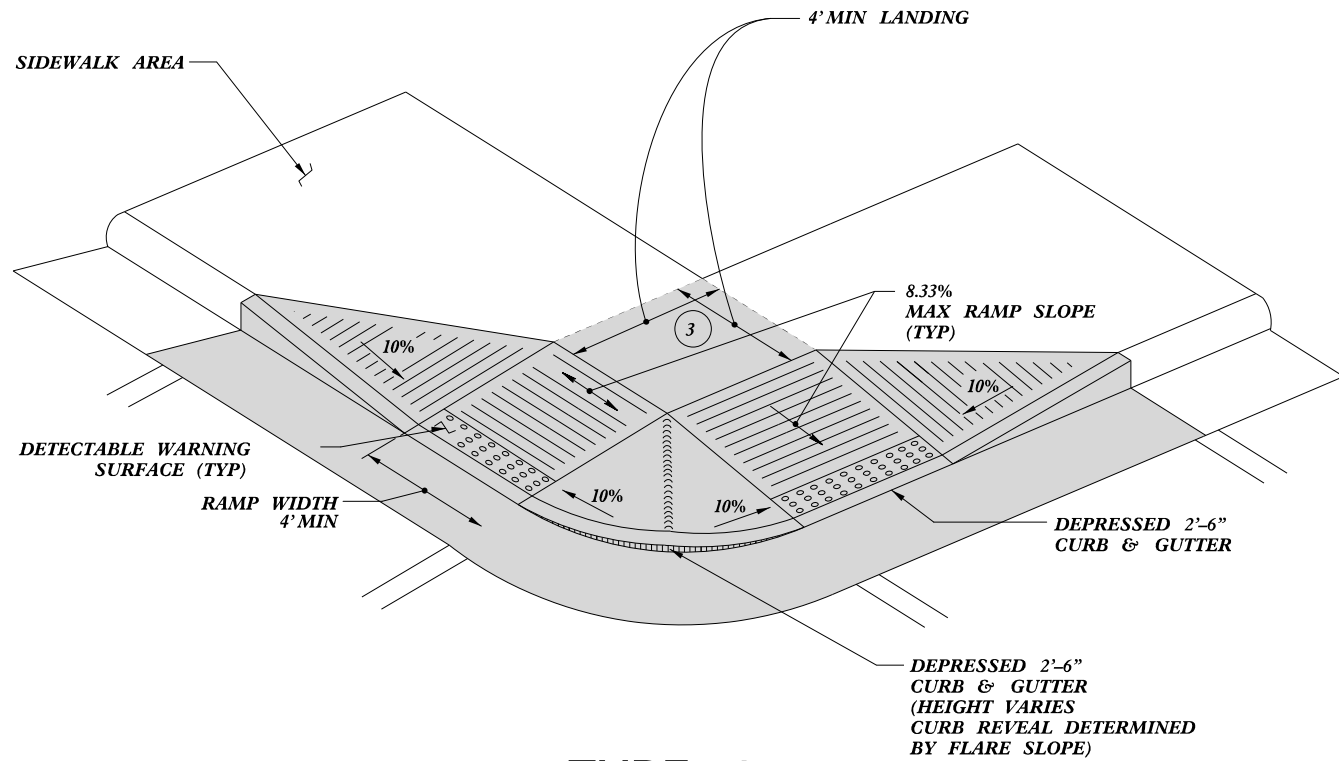 4' MIN LANDING
SIDEWALK AREA
8.33%
MAX RAMP SLOPE
(TYP)
3
10%
10%
DETECTABLE WARNING
SURFACE (TYP)
RAMP WIDTH
4' MIN
10%
10%
DEPRESSED 2'–6"
CURB & GUTTER
DEPRESSED 2'–6"
CURB & GUTTER
(HEIGHT VARIES
CURB REVEAL DETERMINED
BY FLARE SLOPE)